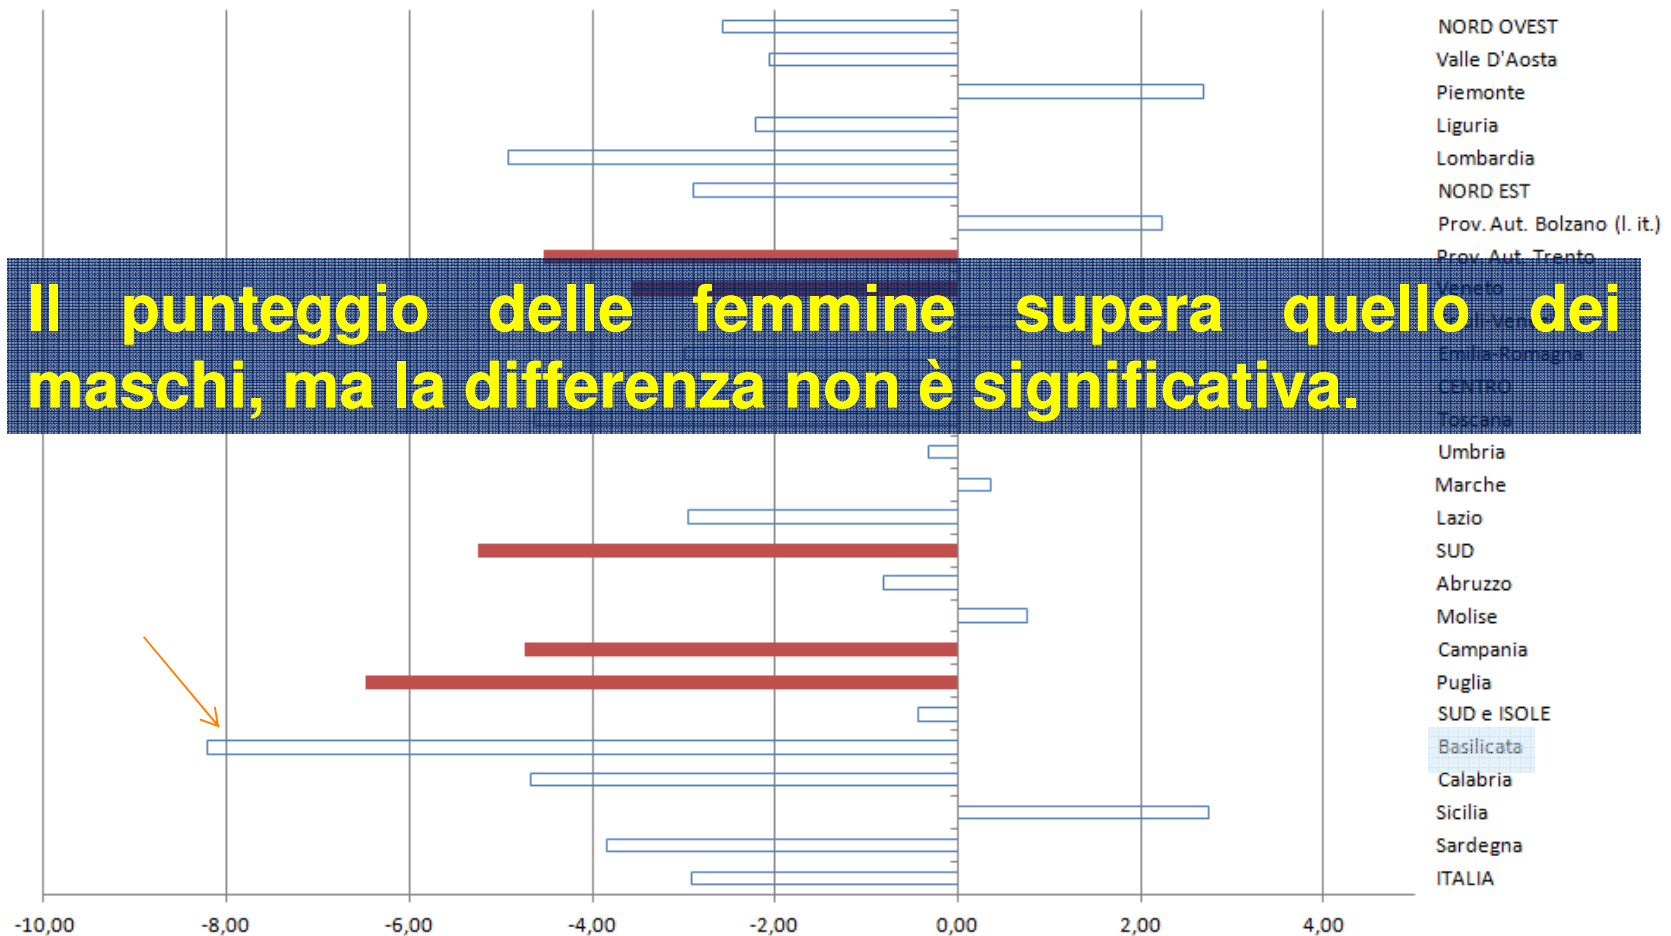 NORD OVEST
Valle D'Aosta
Piemonte
Liguria
Lombardia
NORD EST
Prov. Aut. Bolzano (l. it.)
Prov. Aut. Trento
Veneto
Il punteggio delle femmine supera quello dei
Emilia-Romagna
maschi, ma la differenza non è significativa.
CENTRO
Toscana
Umbria
Marche
Lazio
SUD
Abruzzo
Molise
Campania
Puglia
SUD e ISOLE
Basilicata
Calabria
Sicilia
Sardegna
ITALIA
-10,00 -8,00 -6,00 -4,00 -2,00 0,00 2,00 4,00